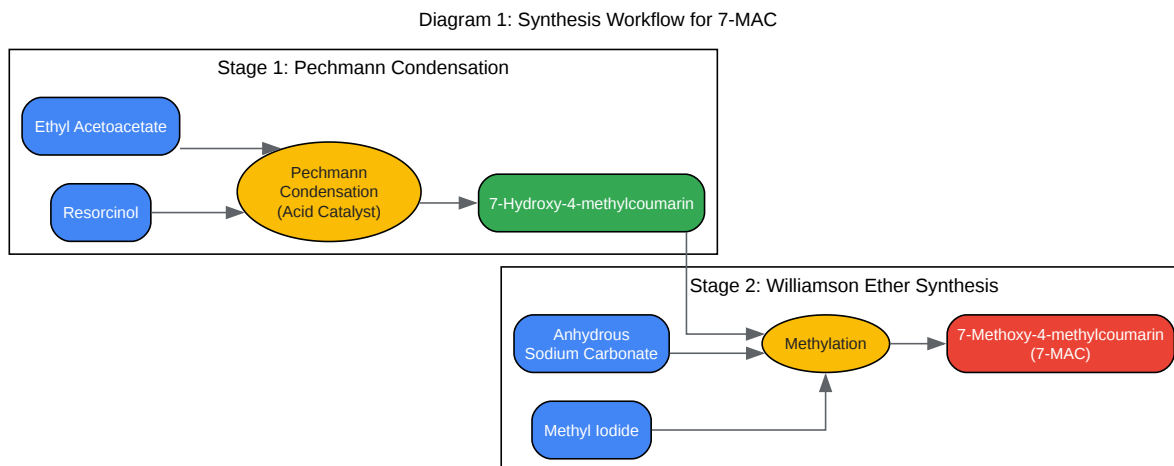 Diagram 1: Synthesis Workflow for 7-MAC
Stage 1: Pechmann Condensation
Ethyl Acetoacetate
Resorcinol
Pechmann
Condensation
(Acid Catalyst)
7-Hydroxy-4-methylcoumarin
Stage 2: Williamson Ether Synthesis
Anhydrous
Sodium Carbonate
Methyl Iodide
Methylation
7-Methoxy-4-methylcoumarin
(7-MAC)